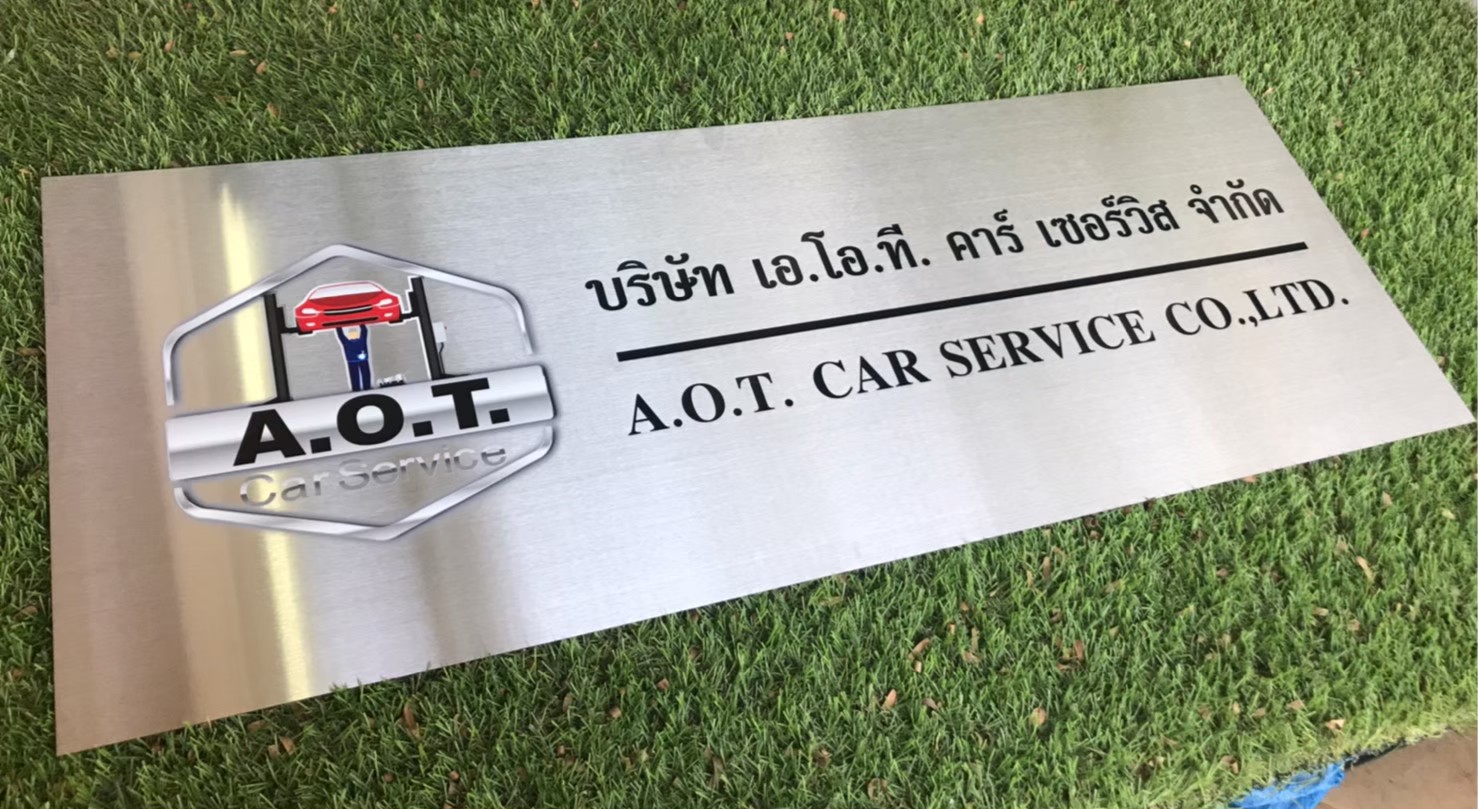 บริษัท เอ.โอ.ที. คาร์ เซอร์วิส จำกัด
A.O.T. CAR SERVICE CO.,LTD.
A.O.T.
Car Service